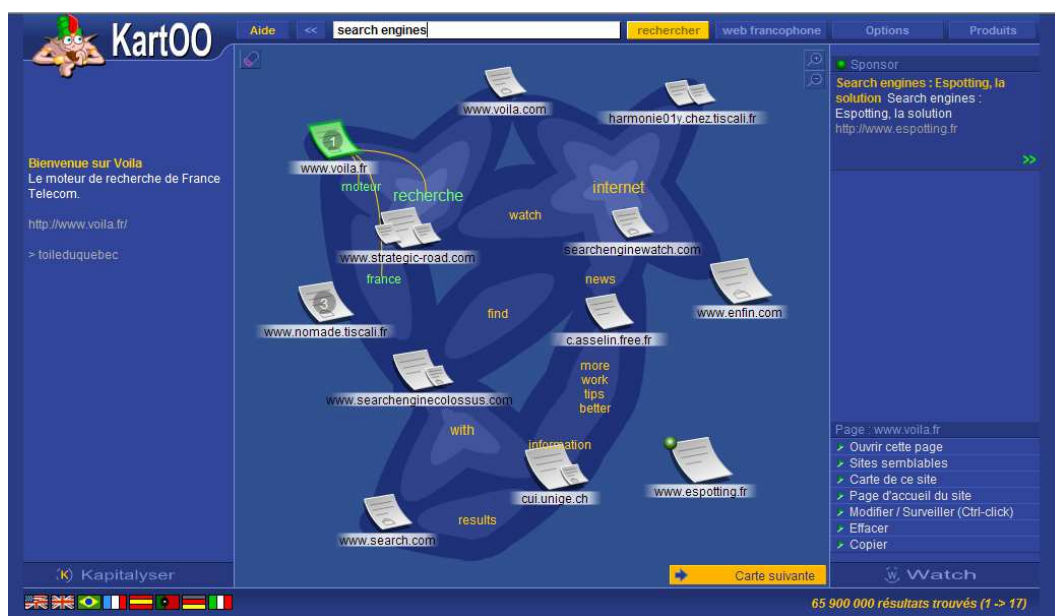 KartOO
Aide
<<
search engines
rechercher
web francophone
Options
Produits
Bienvenue sur Voila
Le moteur de recherche de France
Telecom.
http://www.voila.fr/
> toileduquebec
www.voila.com
harmonie01y.chez.tiscali.fr
1
www.voila.fr
moteur
recherche
internet
watch
www.strategic-road.com
searchenginewatch.com
france
news
3
www.nomade.tiscali.fr
find
www.enfin.com
c.asselin.free.fr
more
work
tips
better
www.searchenginecolossus.com
with
information
cui.unige.ch
www.espotting.fr
results
www.search.com
Carte suivante
Sponsor
Search engines : Espotting, la
solution Search engines :
Espotting, la solution
http://www.espotting.fr
>>
Page : www.voila.fr
Ouvrir cette page
Sites semblables
Carte de ce site
Page d'accueil du site
Modifier / Surveiller (Ctrl-click)
Effacer
Copier
(K) Kapitalyser
W Watch
65 900 000 résultats trouvés (1 -> 17)